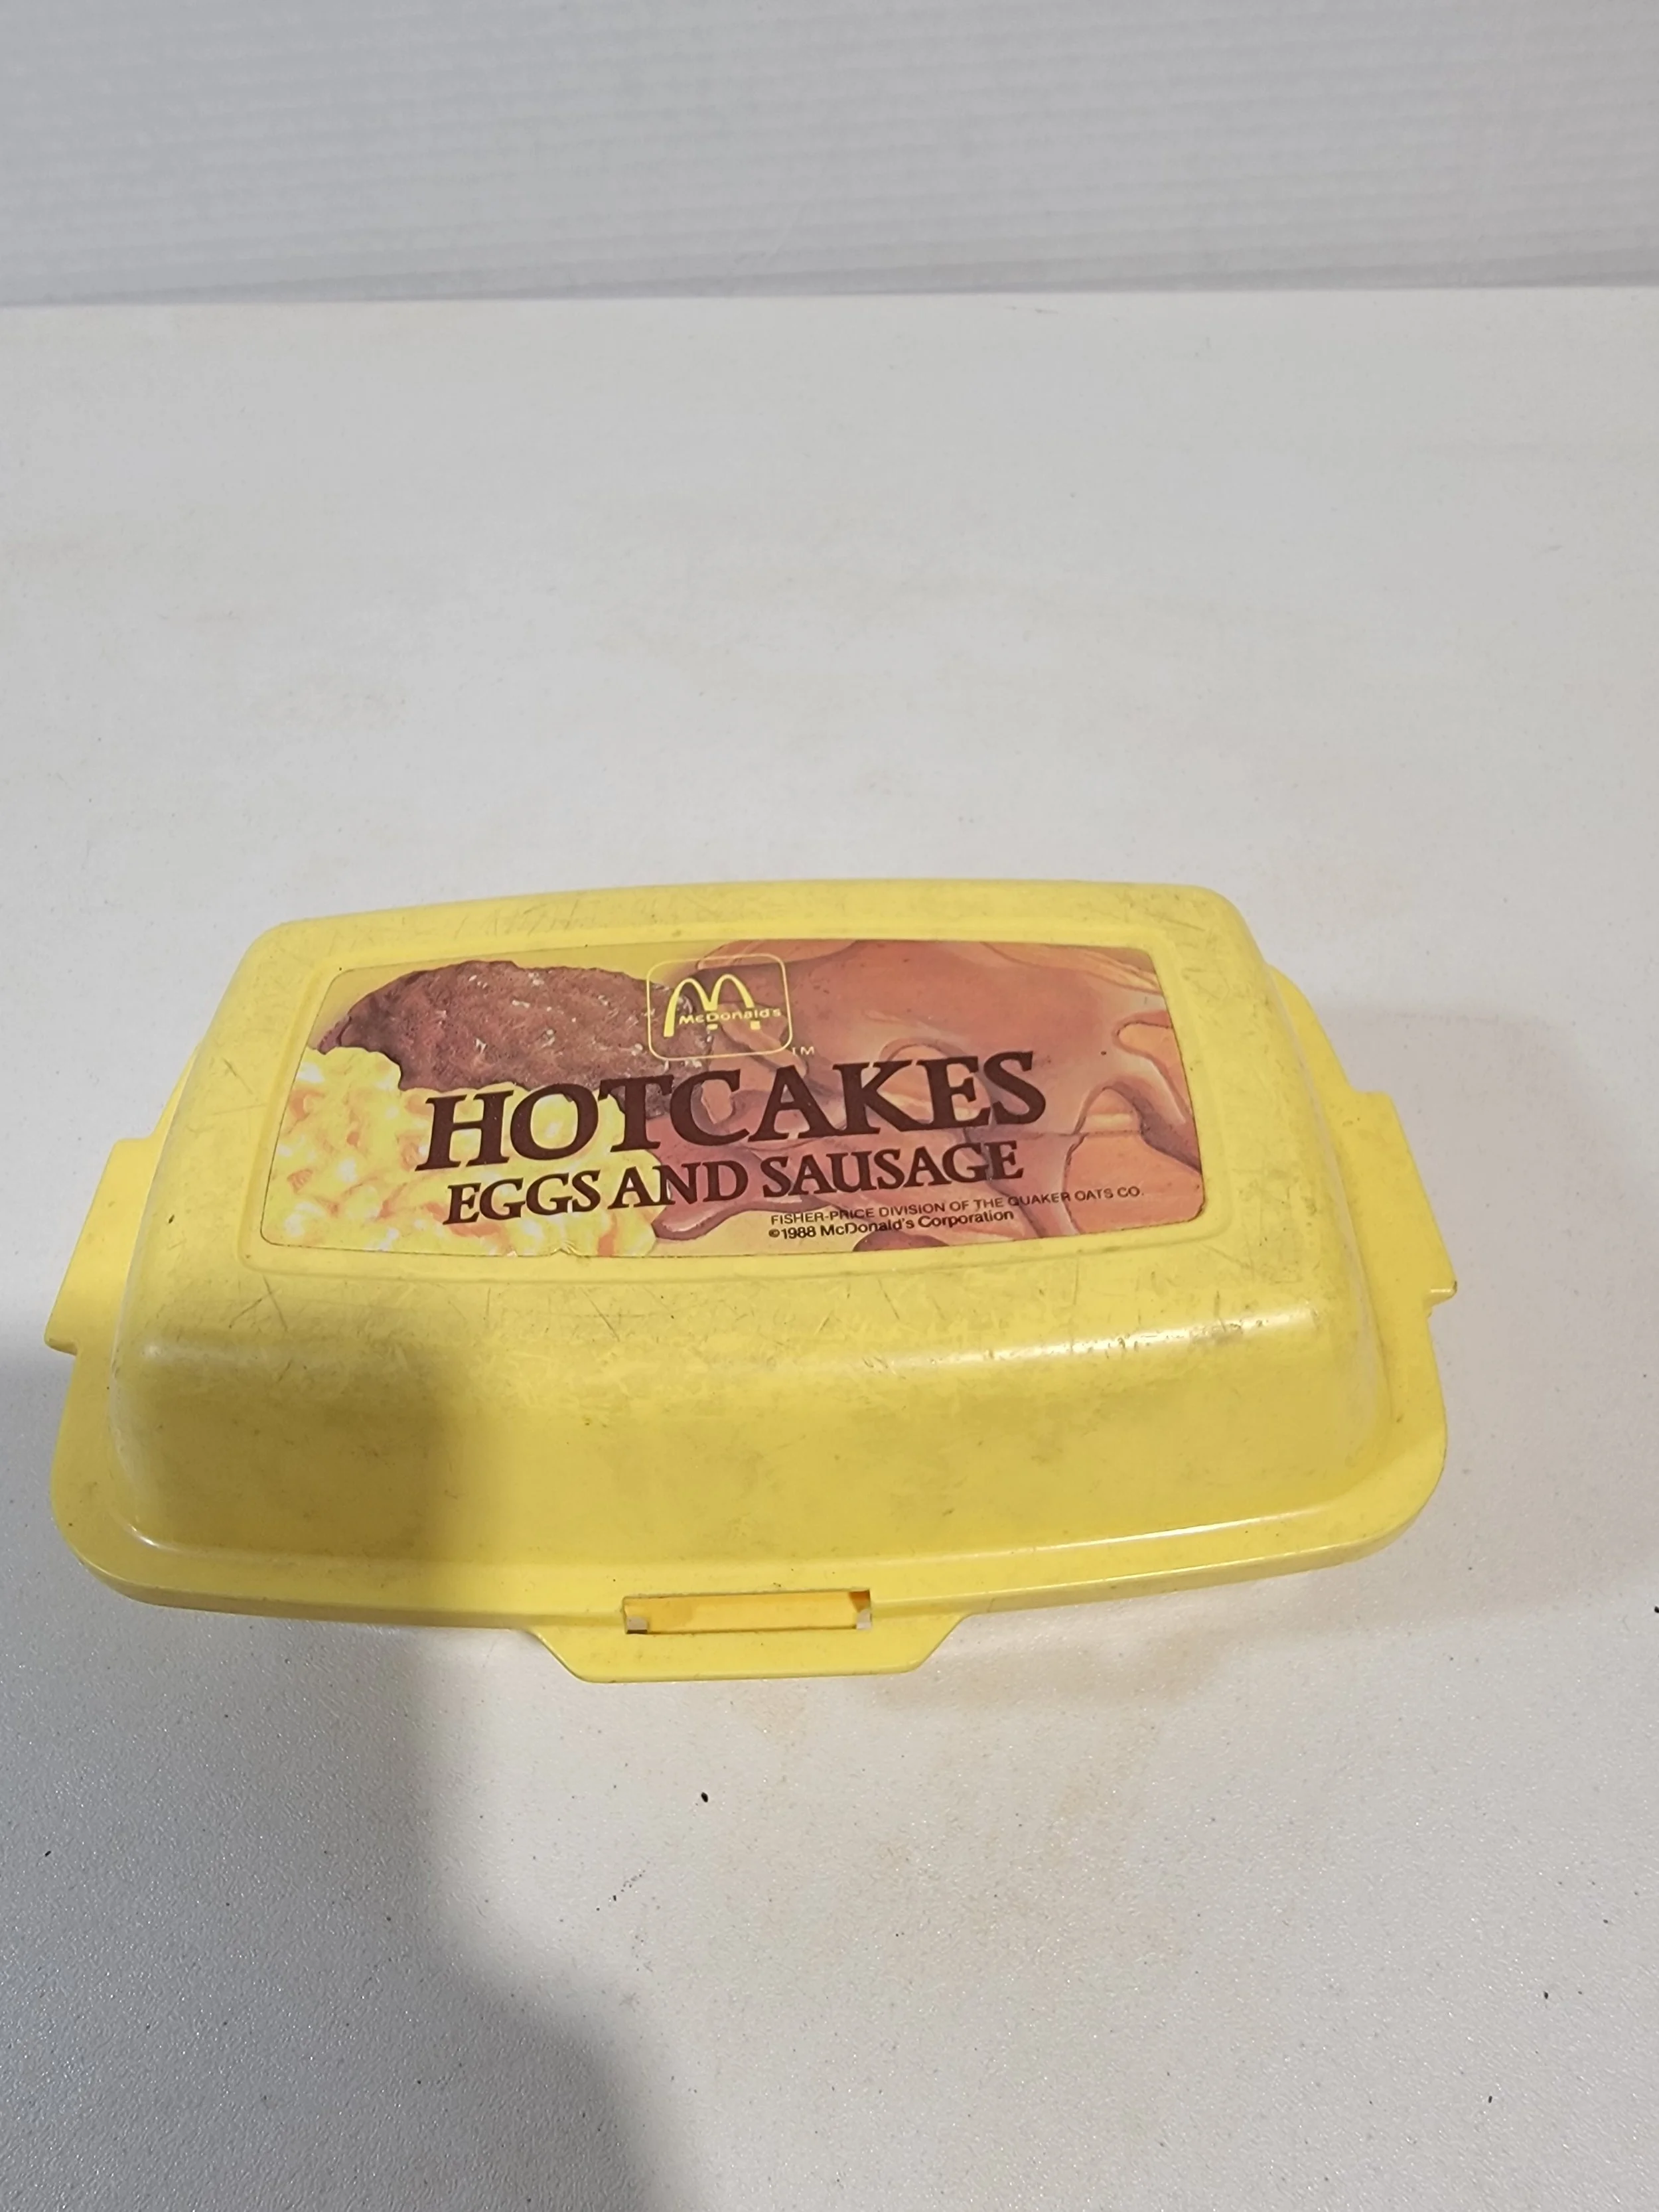 McDonald's
TM
HOTCAKES
EGGS AND SAUSAGE
FISHER-PRICE DIVISION OF THE QUAKER OATS CO.
©1988 McDonald's Corporation